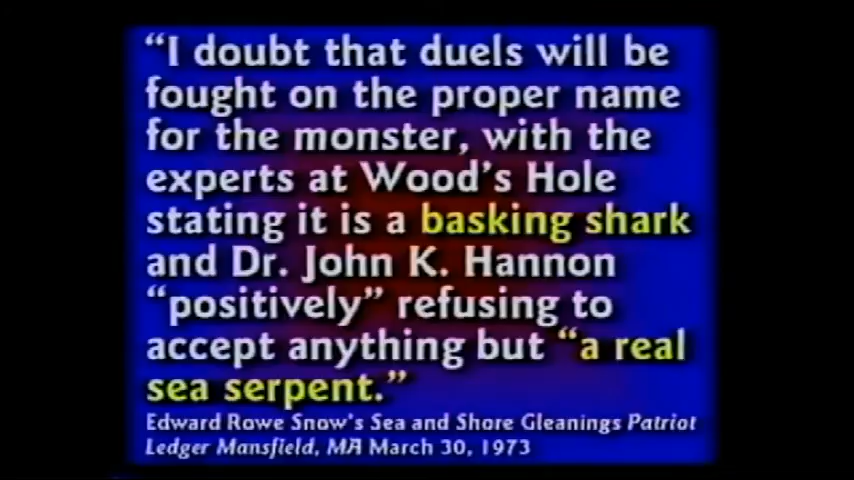 “I doubt that duels will be
fought on the proper name
for the monster, with the
experts at Wood’s Hole
stating it is a basking shark
and Dr. John K. Hannon
“positively” refusing to
accept anything but “a real
sea serpent.”
Edward Rowe Snow’s Sea and Shore Gleanings Patriot
Ledger Mansfield, MA March 30, 1973